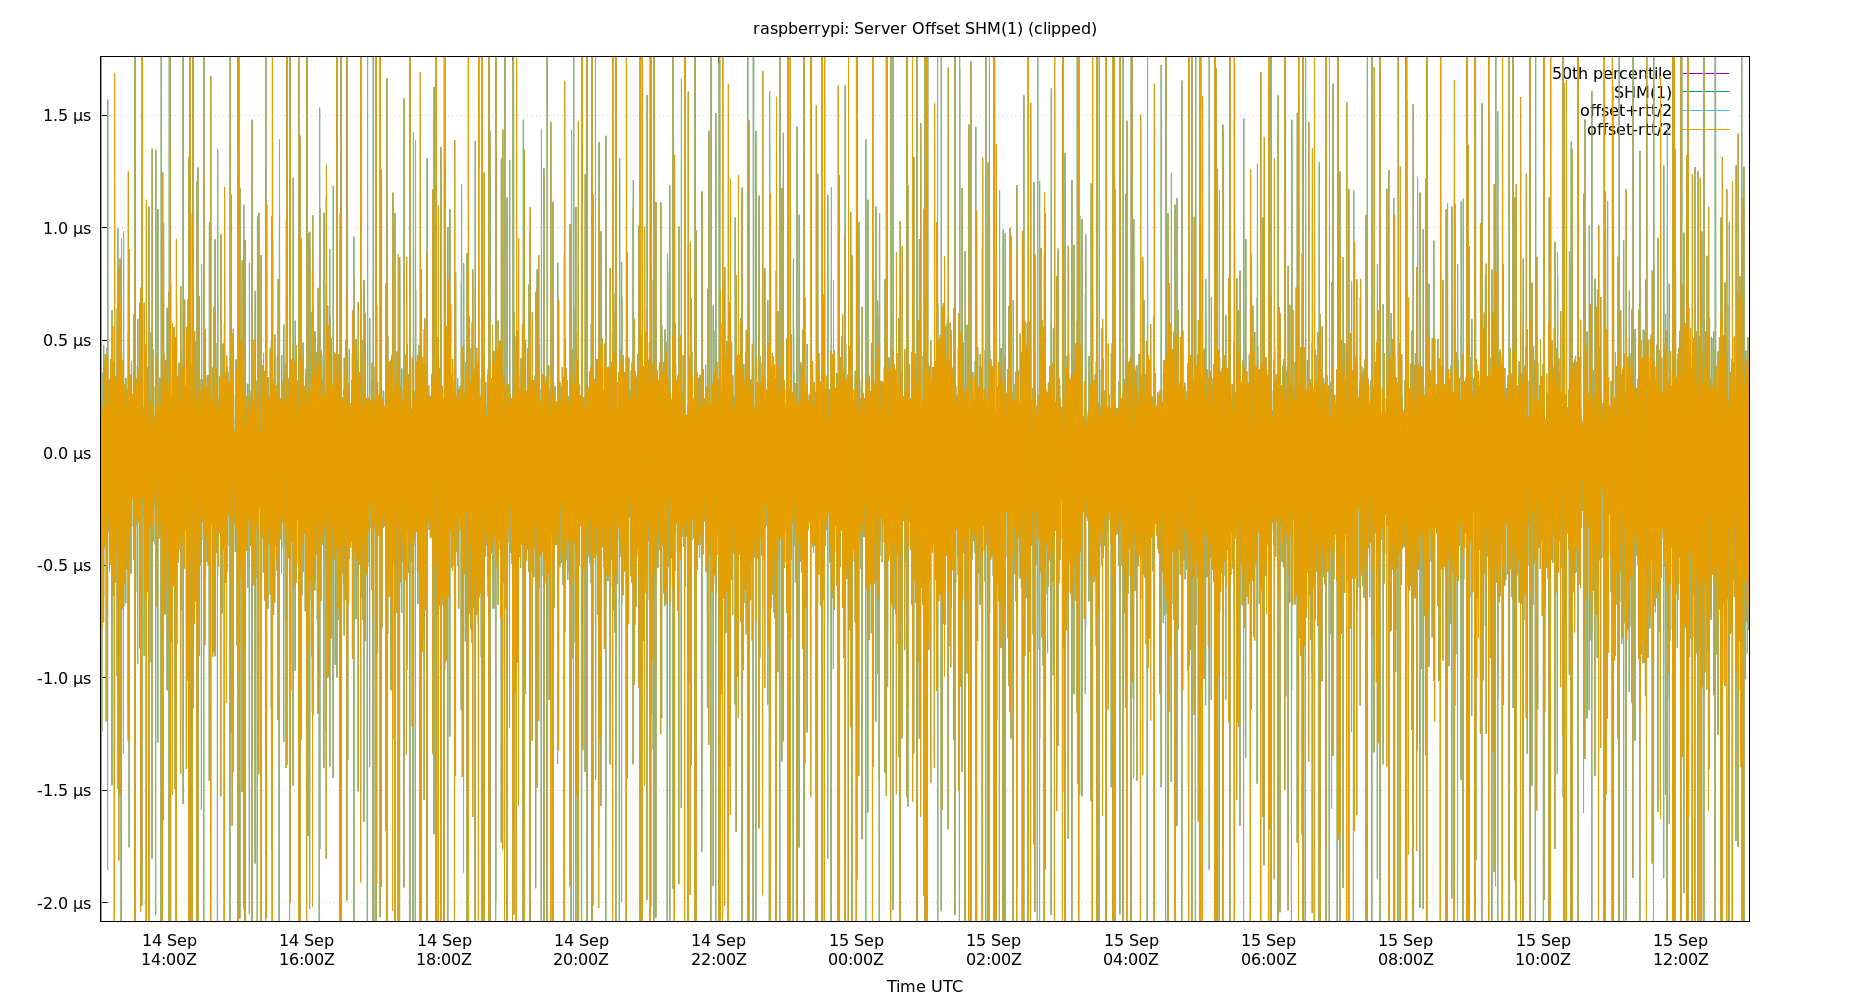 raspberrypi: Server Offset SHM(1) (clipped)
50th percentile
SHM(1)
offset+rtt/2
offset-rtt/2
1.5 µs
1.0 µs
0.5 µs
0.0 µs
-0.5 µs
-1.0 µs
-1.5 µs
-2.0 µs
14 Sep 14 Sep 14 Sep 14 Sep 14 Sep 15 Sep 15 Sep 15 Sep 15 Sep 15 Sep 15 Sep 15 Sep
14:00Z 16:00Z 18:00Z 20:00Z 22:00Z 00:00Z 02:00Z 04:00Z 06:00Z 08:00Z 10:00Z 12:00Z
Time UTC